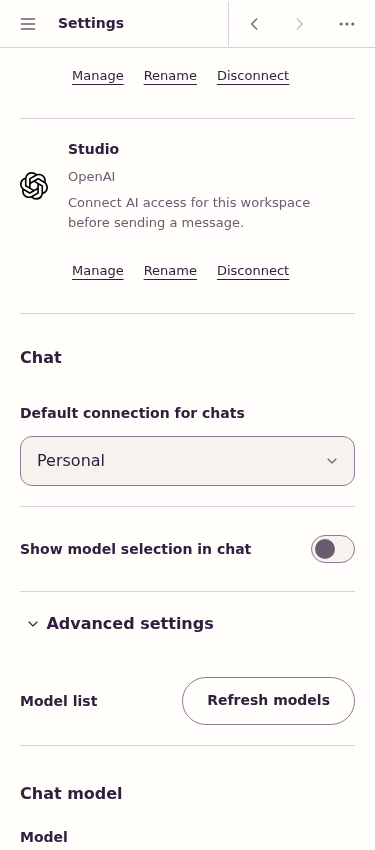 Settings
Manage Rename Disconnect
Studio
OpenAI
Connect AI access for this workspace
before sending a message.
Manage Rename Disconnect
Chat
Default connection for chats
Personal
Show model selection in chat
Advanced settings
Model list Refresh models
Chat model
Model